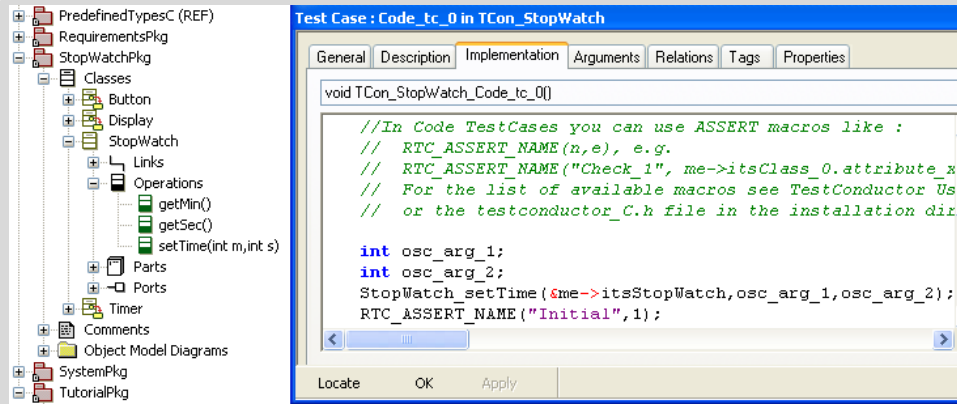 PredefinedTypesC (REF)
RequirementsPkg
StopWatchPkg
Classes
Button
Display
StopWatch
Links
Operations
getMin()
getSec()
setTime(int m,int s)
Parts
Ports
Timer
Comments
Object Model Diagrams
SystemPkg
TutorialPkg
Test Case : Code_tc_0 in TCon_StopWatch
General Description Implementation Arguments Relations Tags Properties
void TCon_StopWatch_Code_tc_0()
//In Code TestCases you can use ASSERT macros like :
// RTC_ASSERT_NAME(n,e), e.g.
// RTC_ASSERT_NAME("Check_1", me->itsClass_0.attribute_x
// For the list of available macros see TestConductor Us
// or the testconductor_C.h file in the installation dir
int osc_arg_1;
int osc_arg_2;
StopWatch_setTime(&me->itsStopWatch,osc_arg_1,osc_arg_2);
RTC_ASSERT_NAME("Initial",1);
Locate OK Apply